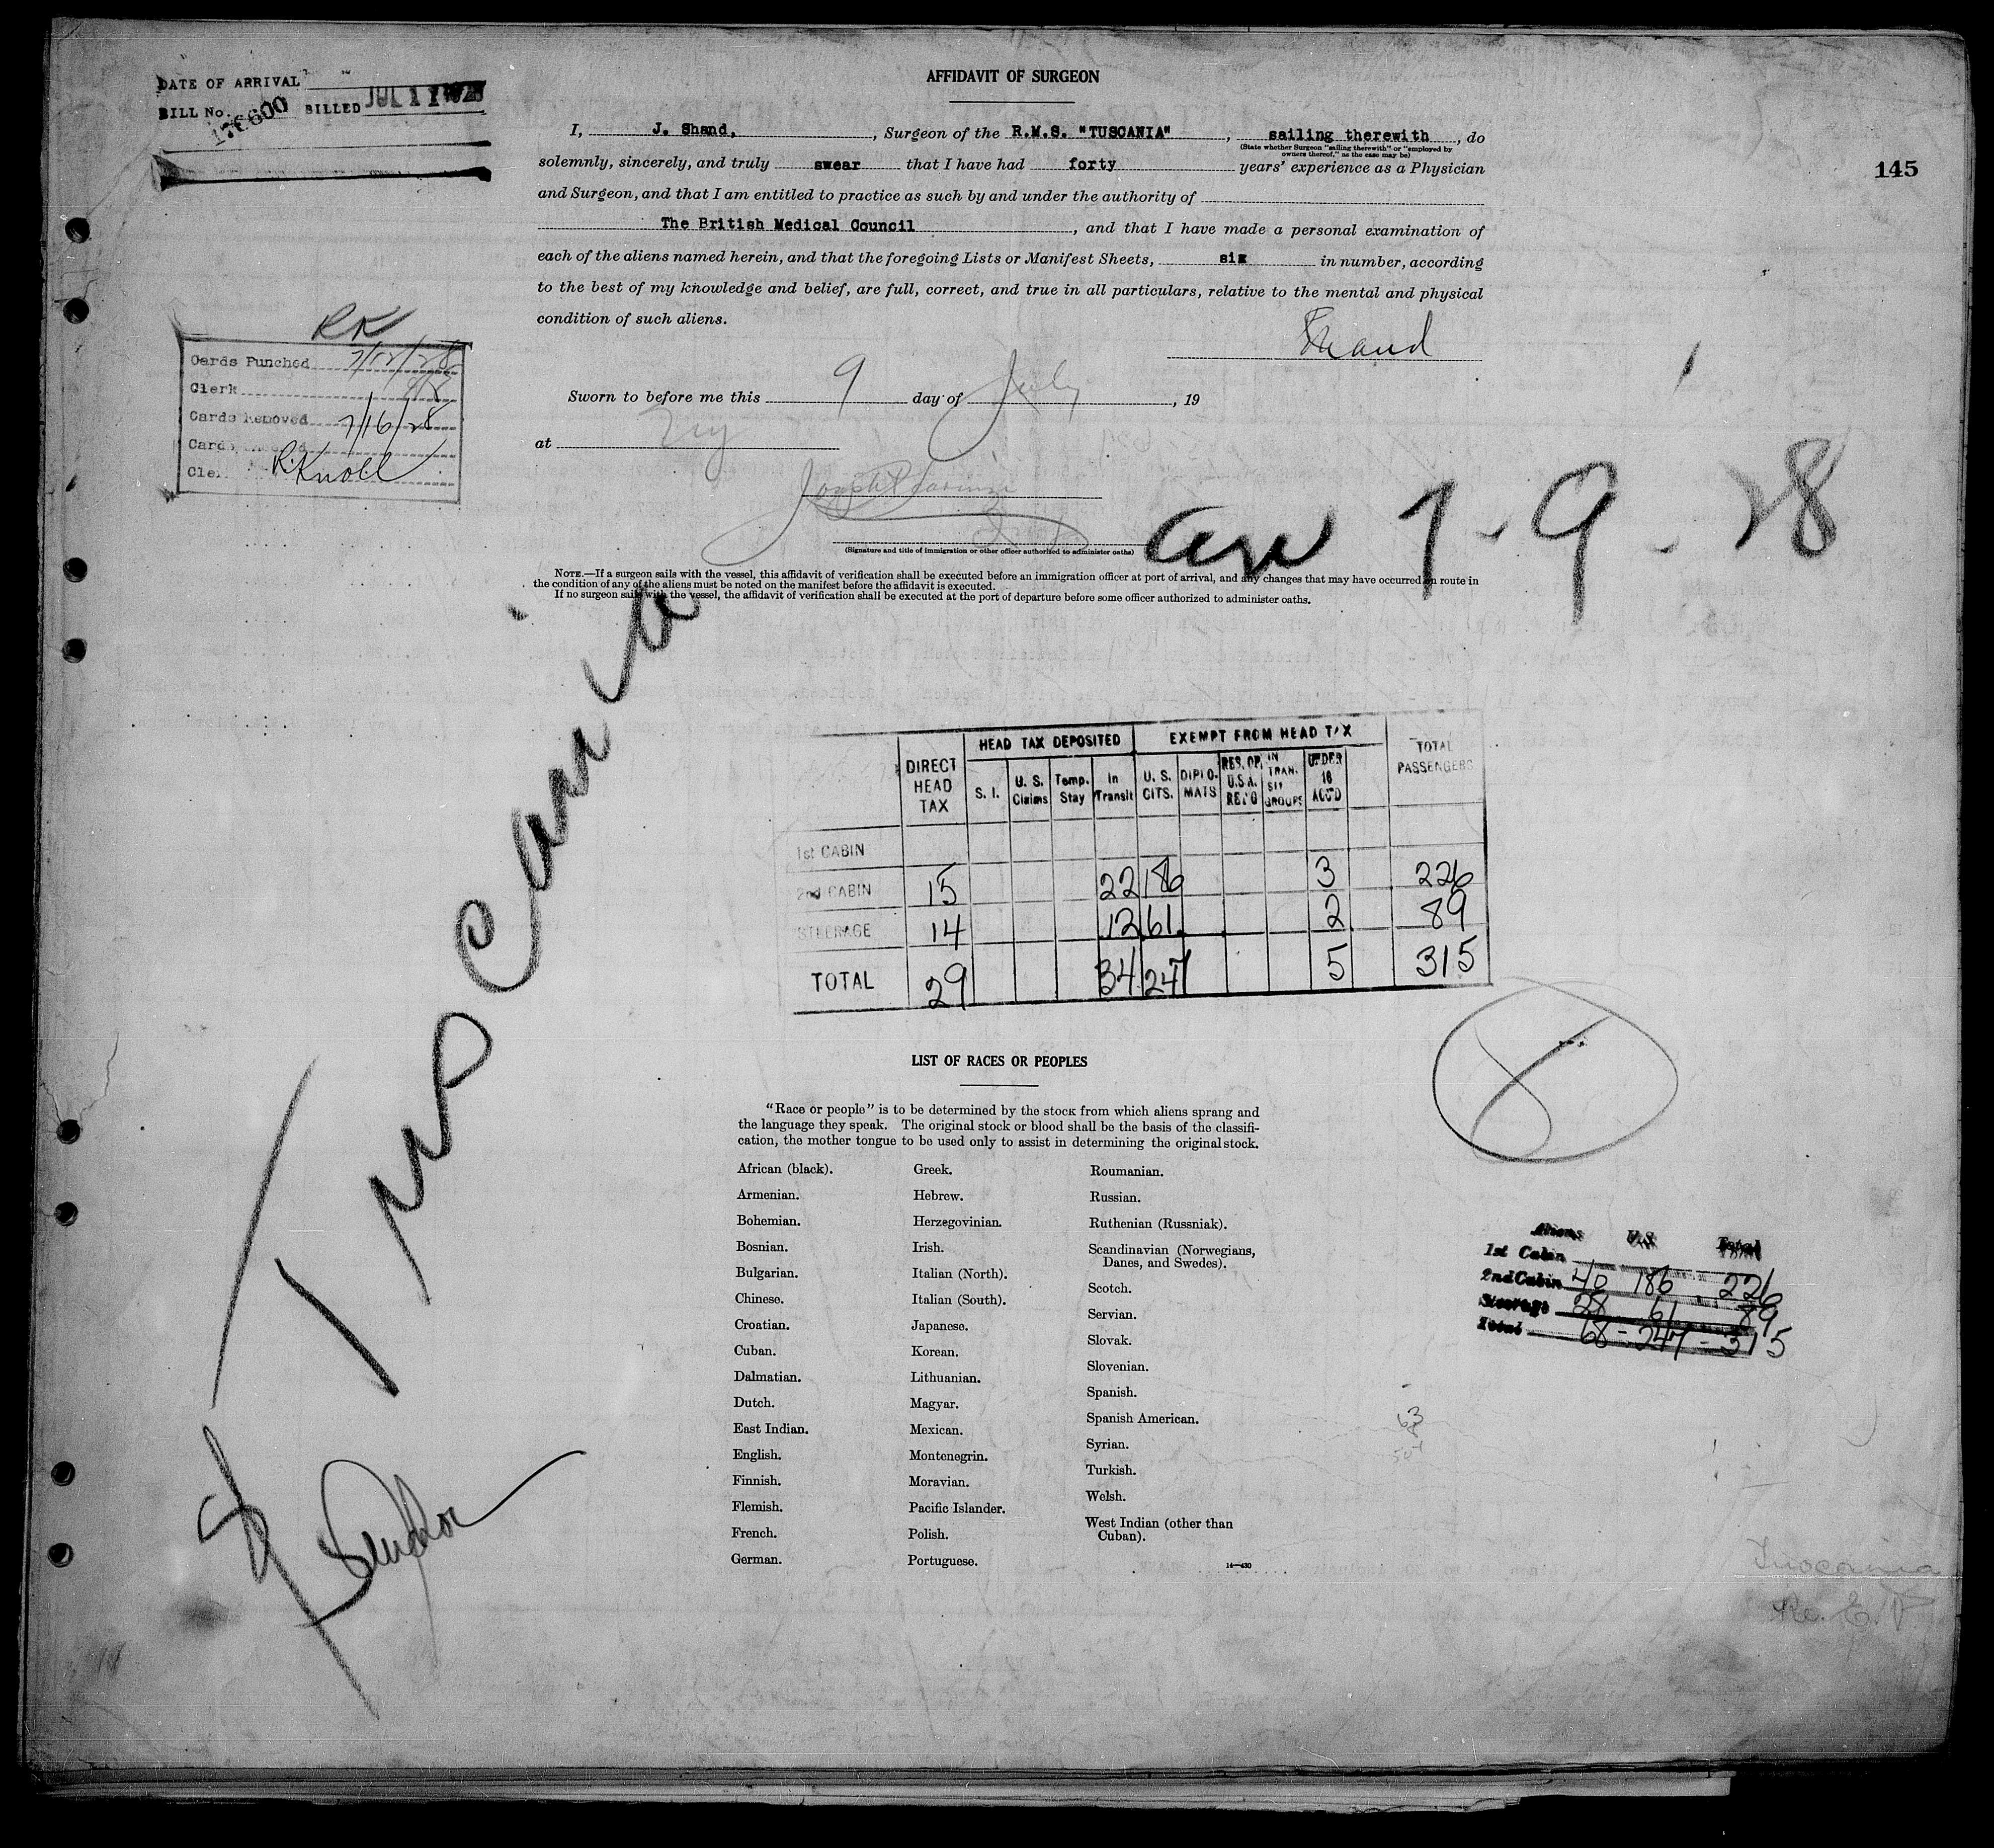 DATE OF ARRIVAL
BILL No. 176600 BILLED JUL 11 1928
145
AFFIDAVIT OF SURGEON
I, J. Shand, , Surgeon of the R.M.S. "TUSCANIA" , sailing therewith , do
(State whether Surgeon "sailing therewith" or "employed by
owners thereof," as the case may be)
solemnly, sincerely, and truly swear that I have had forty years' experience as a Physician
and Surgeon, and that I am entitled to practice as such by and under the authority of
The British Medical Council , and that I have made a personal examination of
each of the aliens named herein, and that the foregoing Lists or Manifest Sheets, six in number, according
to the best of my knowledge and belief, are full, correct, and true in all particulars, relative to the mental and physical
condition of such aliens.
Shand
Sworn to before me this 9 day of July , 19
at NY
(Signature and title of immigration or other officer authorized to administer oaths)
RK
Cards Punched 7/12/28
Clerk
Cards Removed 7/16/28
Card
Cle. R. Knoll
arr 7-9-28
NOTE.—If a surgeon sails with the vessel, this affidavit of verification shall be executed before an immigration officer at port of arrival, and any changes that may have occurred on route in
the condition of any of the aliens must be noted on the manifest before the affidavit is executed.
If no surgeon sails with the vessel, the affidavit of verification shall be executed at the port of departure before some officer authorized to administer oaths.
Tuscania
DIRECT HEAD TAX HEAD TAX DEPOSITED EXEMPT FROM HEAD TAX TOTAL PASSENGERS
S. I. U. S. Claims Temp. Stay In Transit U. S. CITS. DIPLOMATS RES. OF U.S.A. RET'G IN TRANSIT GROUPS UNDER 16 ACC'D
1st CABIN
2nd CABIN 15 22 186 3 226
STEERAGE 14 12 61 2 89
TOTAL 29 34 247 5 315
LIST OF RACES OR PEOPLES
"Race or people" is to be determined by the stock from which aliens sprang and
the language they speak. The original stock or blood shall be the basis of the classifi-
cation, the mother tongue to be used only to assist in determining the original stock.
African (black).
Armenian.
Bohemian.
Bosnian.
Bulgarian.
Chinese.
Croatian.
Cuban.
Dalmatian.
Dutch.
East Indian.
English.
Finnish.
Flemish.
French.
German.
Greek.
Hebrew.
Herzegovinian.
Irish.
Italian (North).
Italian (South).
Japanese.
Korean.
Lithuanian.
Magyar.
Mexican.
Montenegrin.
Moravian.
Pacific Islander.
Polish.
Portuguese.
Roumanian.
Russian.
Ruthenian (Russniak).
Scandinavian (Norwegians,
Danes, and Swedes).
Scotch.
Servian.
Slovak.
Slovenian.
Spanish.
Spanish American.
Syrian.
Turkish.
Welsh.
West Indian (other than
Cuban).
14—430
Aliens U.S. Total
1st Cabin
2nd Cabin 40 186 226
Steerage 28 61 89
Total 68 - 247 - 315
63
Tuscania